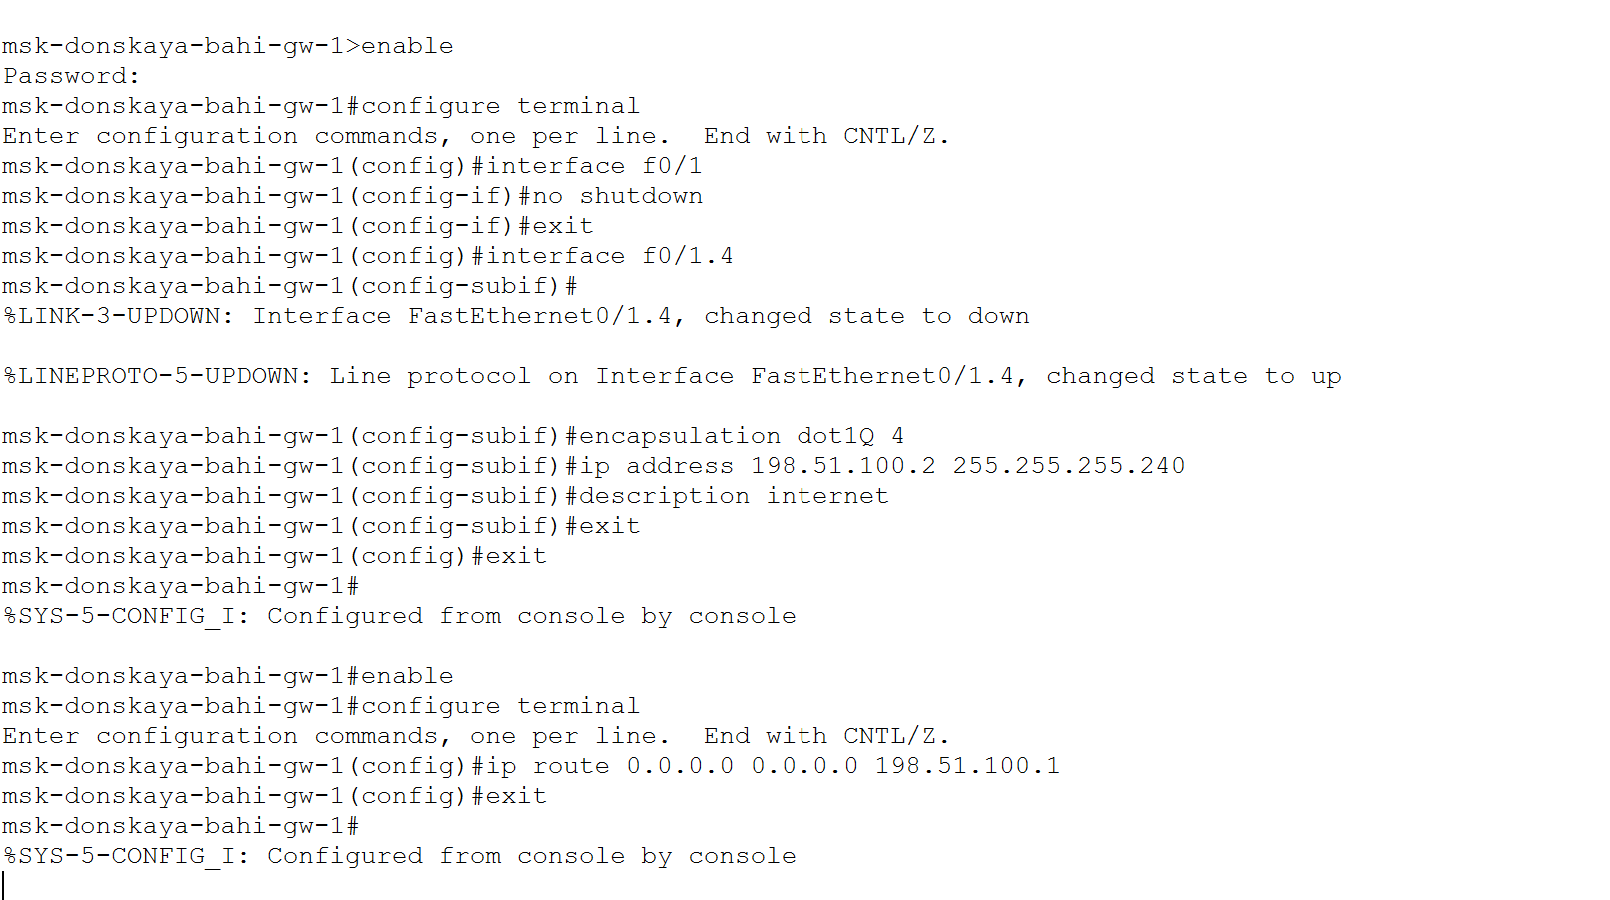 msk-donskaya-bahi-gw-1>enable
Password:
msk-donskaya-bahi-gw-1#configure terminal
Enter configuration commands, one per line.  End with CNTL/Z.
msk-donskaya-bahi-gw-1(config)#interface f0/1
msk-donskaya-bahi-gw-1(config-if)#no shutdown
msk-donskaya-bahi-gw-1(config-if)#exit
msk-donskaya-bahi-gw-1(config)#interface f0/1.4
msk-donskaya-bahi-gw-1(config-subif)#
%LINK-3-UPDOWN: Interface FastEthernet0/1.4, changed state to down
%LINEPROTO-5-UPDOWN: Line protocol on Interface FastEthernet0/1.4, changed state to up
msk-donskaya-bahi-gw-1(config-subif)#encapsulation dot1Q 4
msk-donskaya-bahi-gw-1(config-subif)#ip address 198.51.100.2 255.255.255.240
msk-donskaya-bahi-gw-1(config-subif)#description internet
msk-donskaya-bahi-gw-1(config-subif)#exit
msk-donskaya-bahi-gw-1(config)#exit
msk-donskaya-bahi-gw-1#
%SYS-5-CONFIG_I: Configured from console by console
msk-donskaya-bahi-gw-1#enable
msk-donskaya-bahi-gw-1#configure terminal
Enter configuration commands, one per line.  End with CNTL/Z.
msk-donskaya-bahi-gw-1(config)#ip route 0.0.0.0 0.0.0.0 198.51.100.1
msk-donskaya-bahi-gw-1(config)#exit
msk-donskaya-bahi-gw-1#
%SYS-5-CONFIG_I: Configured from console by console